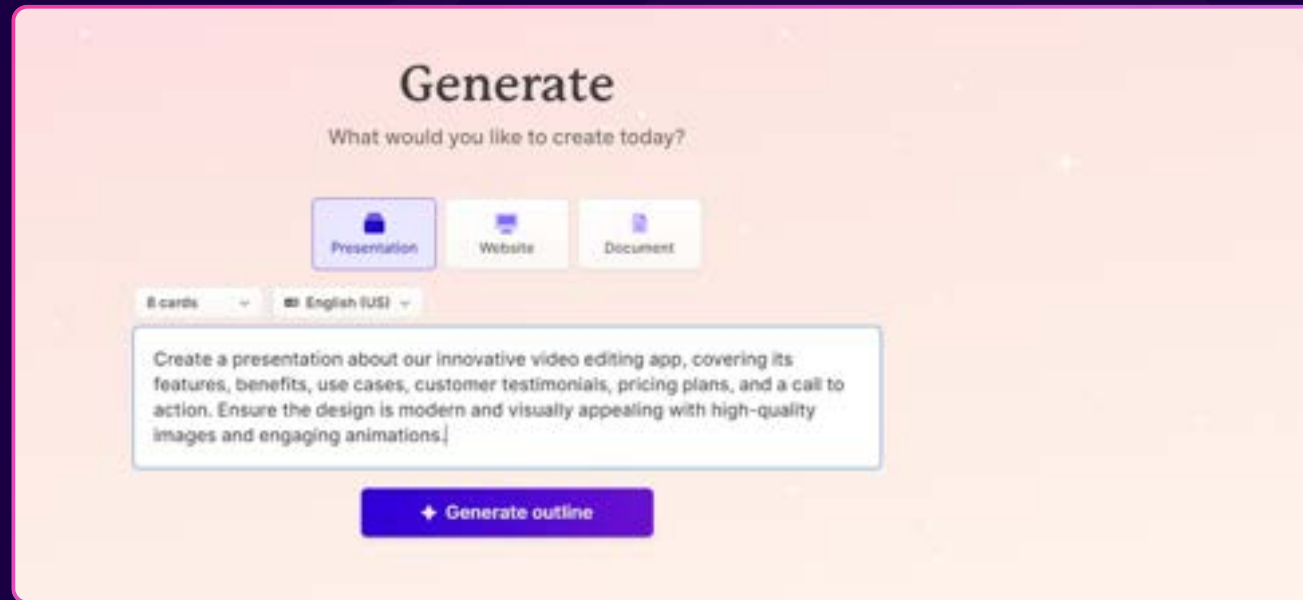 Generate
What would you like to create today?
Presentation
Website
Document
8 cards
English (US)
Create a presentation about our innovative video editing app, covering its
features, benefits, use cases, customer testimonials, pricing plans, and a call to
action. Ensure the design is modern and visually appealing with high-quality
images and engaging animations.
Generate outline